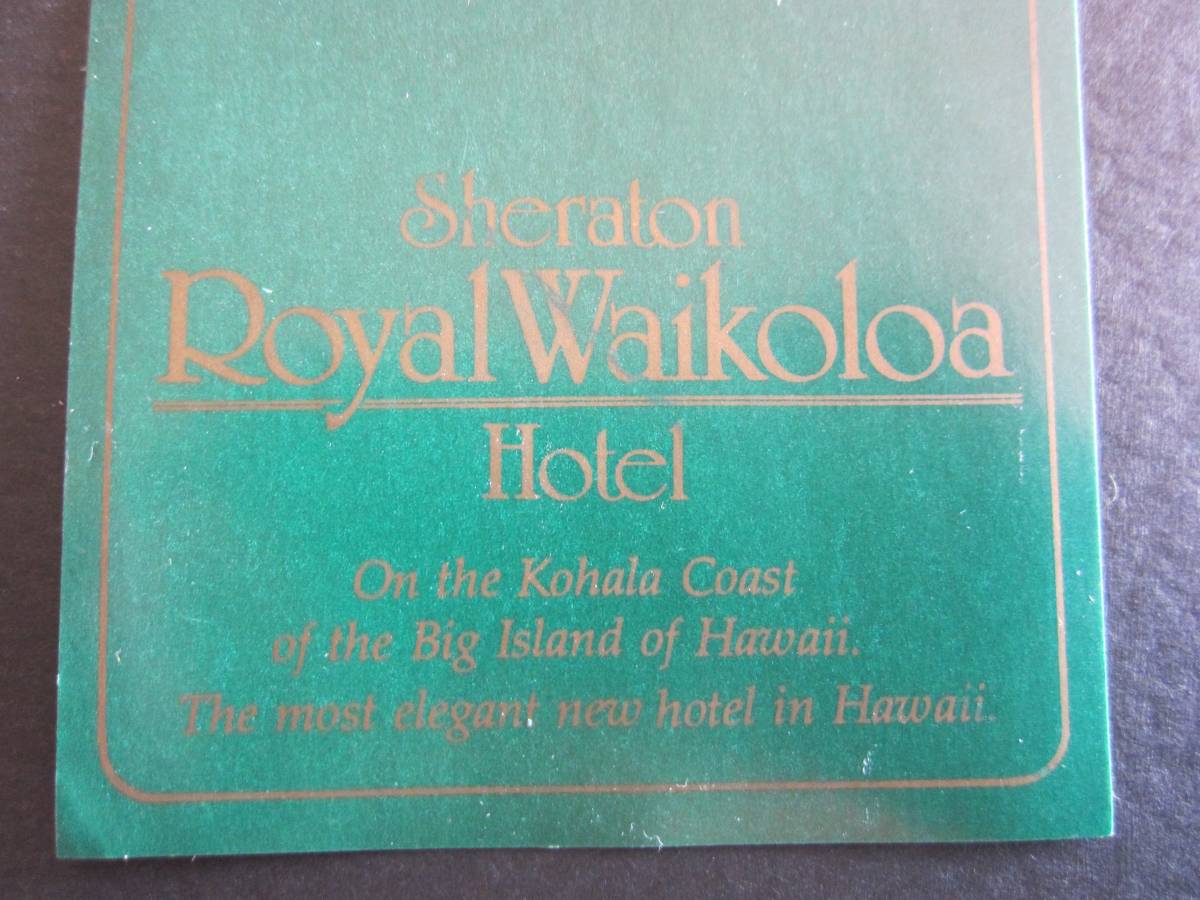 Sheraton
Royal Waikoloa
Hotel
On the Kohala Coast
of the Big Island of Hawaii.
The most elegant new hotel in Hawaii.